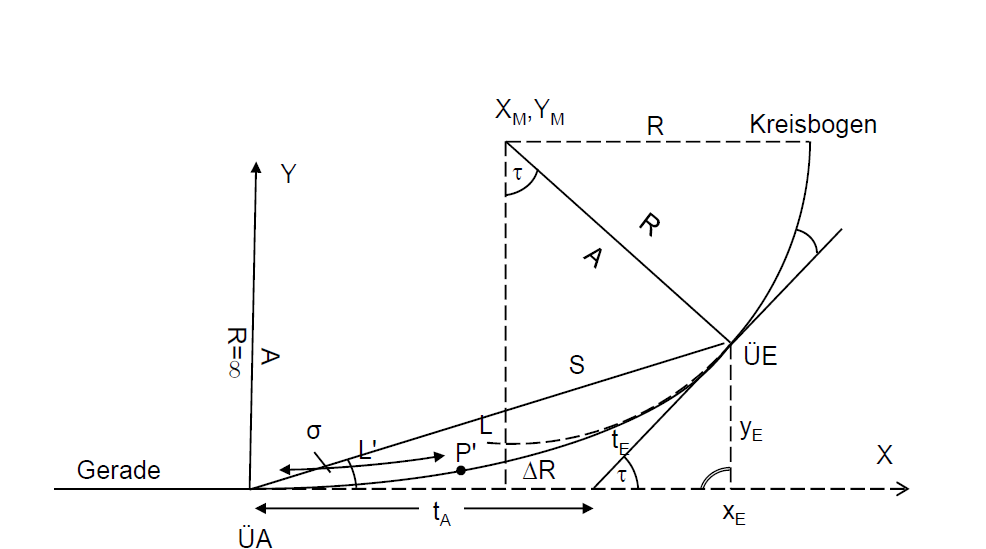 X_M,Y_M
R
Kreisbogen
Y
τ
R
A
R=∞
A
ÜE
S
L
y_E
σ
L'
P'
t_E
X
Gerade
ΔR
τ
t_A
x_E
ÜA